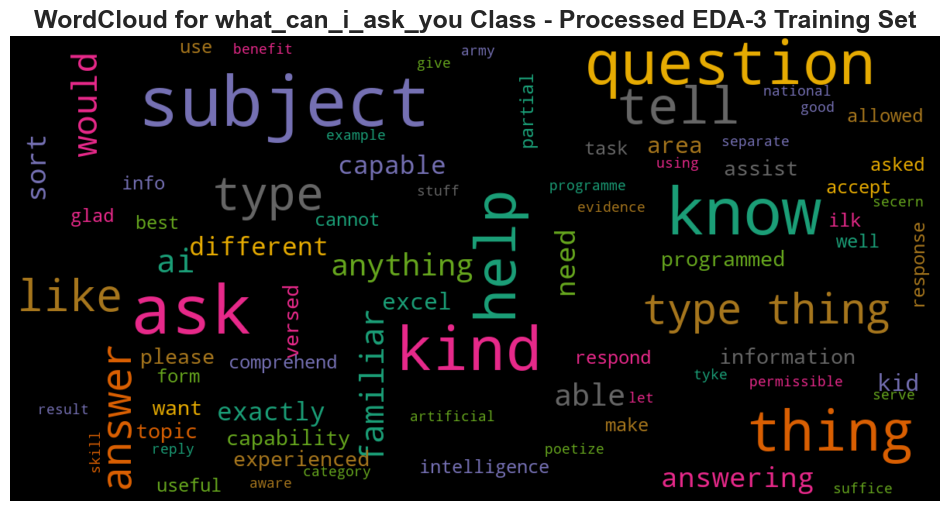 WordCloud for what_can_i_ask_you Class - Processed EDA-3 Training Set
use
benefit
army
give
question
would
subject
tell
national
good
partial
allowed
example
sort
capable
task
area
separate
using
assist
asked
info
type
stuff
programme
accept
glad
best
cannot
evidence
know
secern
ilk
different
help
well
ai
anything
need
programmed
response
like
ask
versed
excel
type thing
familiar
kind
please
comprehend
respond
information
form
tyke
permissible
kid
able
let
serve
result
answer
want
exactly
artificial
thing
topic
capability
make
skill
reply
experienced
category
intelligence
poetize
answering
useful
aware
suffice